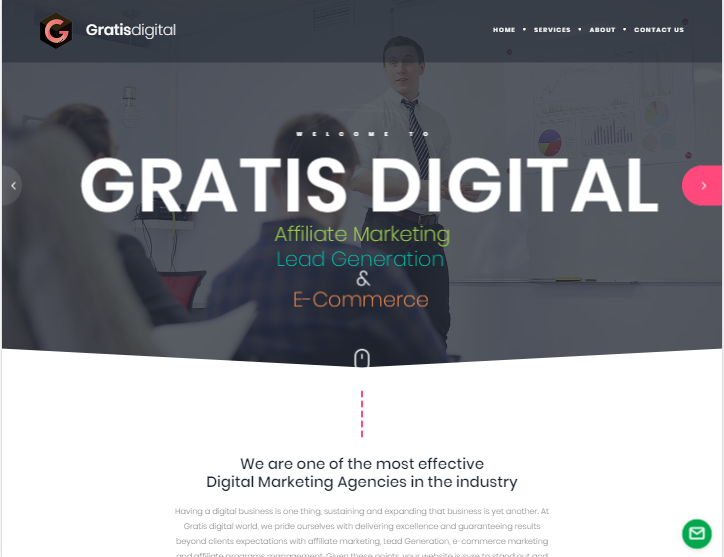 Gratisdigital
HOME ▾ SERVICES ▾ ABOUT ▾ CONTACT US
WELCOME TO
GRATIS DIGITAL
Affiliate Marketing
Lead Generation
&
E-Commerce
We are one of the most effective
Digital Marketing Agencies in the industry
Having a digital business is one thing, sustaining and expanding that business is yet another. At
Gratis digital world, we pride ourselves with delivering excellence and guaranteeing results
beyond clients expectations with affiliate marketing, Lead Generation, e-commerce marketing
and affiliate programs management. Given these points, your website is sure to stand out and